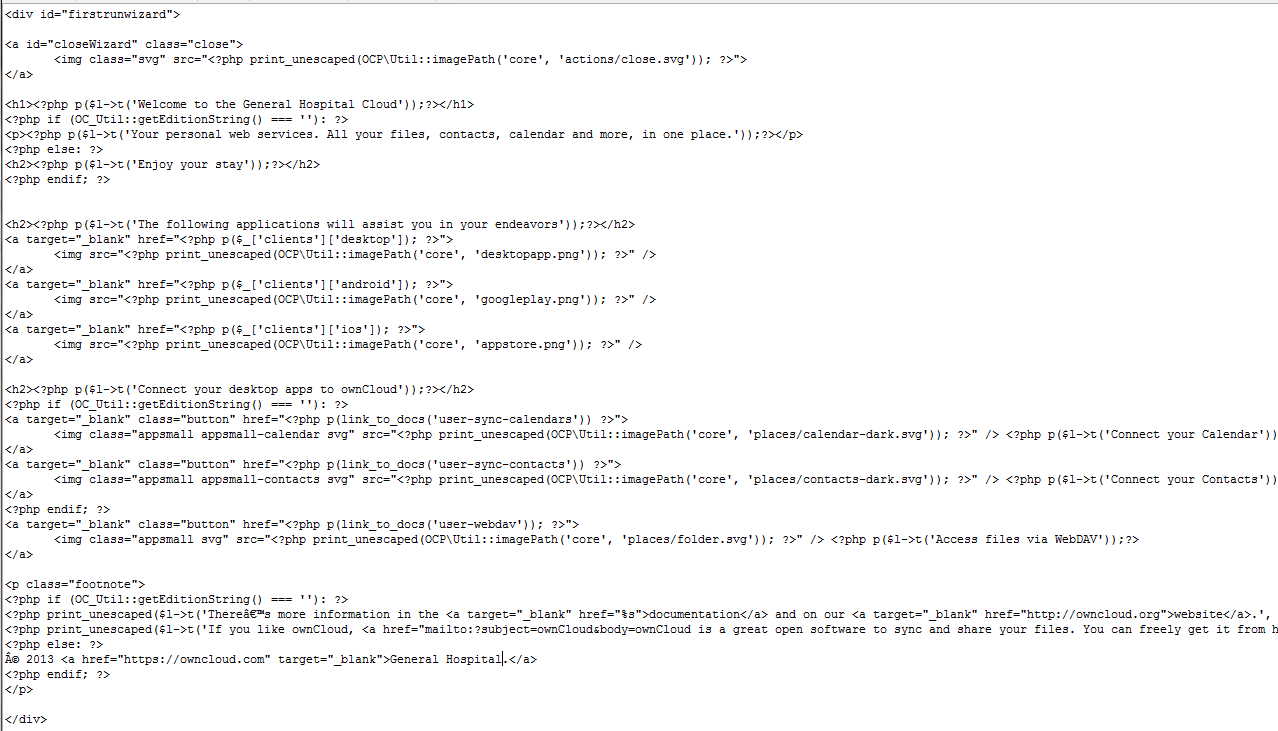 <div id="firstrunwizard">
<a id="closeWizard" class="close">
<img class="svg" src="<?php print_unescaped(OCP\Util::imagePath('core', 'actions/close.svg')); ?>">
</a>
<h1><?php p($l->t('Welcome to the General Hospital Cloud'));?></h1>
<?php if (OC_Util::getEditionString() === ''): ?>
<p><?php p($l->t('Your personal web services. All your files, contacts, calendar and more, in one place.'));?></p>
<?php else: ?>
<h2><?php p($l->t('Enjoy your stay'));?></h2>
<?php endif; ?>
<h2><?php p($l->t('The following applications will assist you in your endeavors'));?></h2>
<a target="_blank" href="<?php p($_['clients']['desktop']); ?>">
<img src="<?php print_unescaped(OCP\Util::imagePath('core', 'desktopapp.png')); ?>" />
</a>
<a target="_blank" href="<?php p($_['clients']['android']); ?>">
<img src="<?php print_unescaped(OCP\Util::imagePath('core', 'googleplay.png')); ?>" />
</a>
<a target="_blank" href="<?php p($_['clients']['ios']); ?>">
<img src="<?php print_unescaped(OCP\Util::imagePath('core', 'appstore.png')); ?>" />
</a>
<h2><?php p($l->t('Connect your desktop apps to ownCloud'));?></h2>
<?php if (OC_Util::getEditionString() === ''): ?>
<a target="_blank" class="button" href="<?php p(link_to_docs('user-sync-calendars')) ?>">
<img class="appsmall appsmall-calendar svg" src="<?php print_unescaped(OCP\Util::imagePath('core', 'places/calendar-dark.svg')); ?>" /> <?php p($l->t('Connect your Calendar'))
</a>
<a target="_blank" class="button" href="<?php p(link_to_docs('user-sync-contacts')) ?>">
<img class="appsmall appsmall-contacts svg" src="<?php print_unescaped(OCP\Util::imagePath('core', 'places/contacts-dark.svg')); ?>" /> <?php p($l->t('Connect your Contacts'))
</a>
<?php endif; ?>
<a target="_blank" class="button" href="<?php p(link_to_docs('user-webdav')); ?>">
<img class="appsmall svg" src="<?php print_unescaped(OCP\Util::imagePath('core', 'places/folder.svg')); ?>" /> <?php p($l->t('Access files via WebDAV'));?>
</a>
<p class="footnote">
<?php if (OC_Util::getEditionString() === ''): ?>
<?php print_unescaped($l->t('Thereâ€™s more information in the <a target="_blank" href="%s">documentation</a> and on our <a target="_blank" href="http://owncloud.org">website</a>.',
<?php print_unescaped($l->t('If you like ownCloud, <a href="mailto:?subject=ownCloud&body=ownCloud is a great open software to sync and share your files. You can freely get it from h
<?php else: ?>
Â© 2013 <a href="https://owncloud.com" target="_blank">General Hospital.</a>
<?php endif; ?>
</p>
</div>